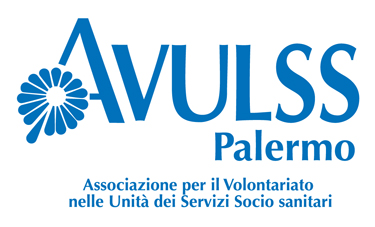 AVULSS
Palermo
Associazione per il Volontariato
nelle Unità dei Servizi Socio sanitari